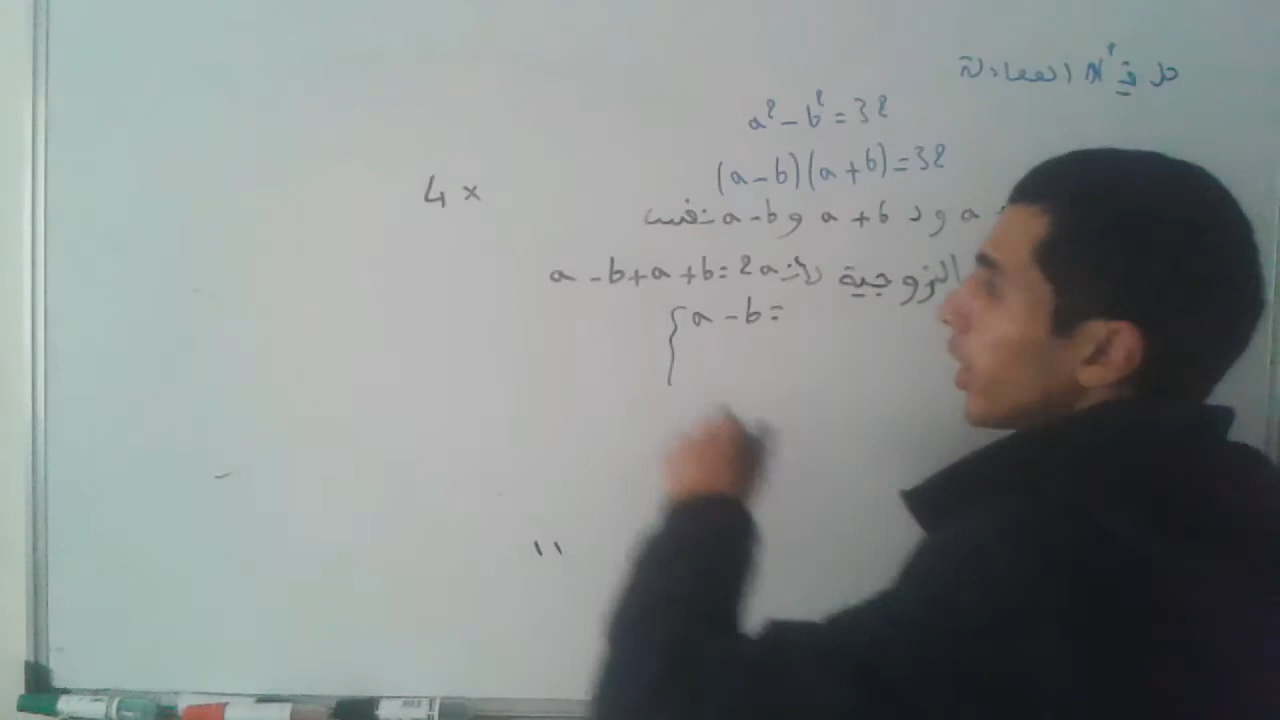 حل في ℕ² المعادلة
a² - b² = 32
(a - b)(a + b) = 32
4 ×
a + b و a - b نفس
الزوجية لأن a - b + a + b = 2a
{ a - b =